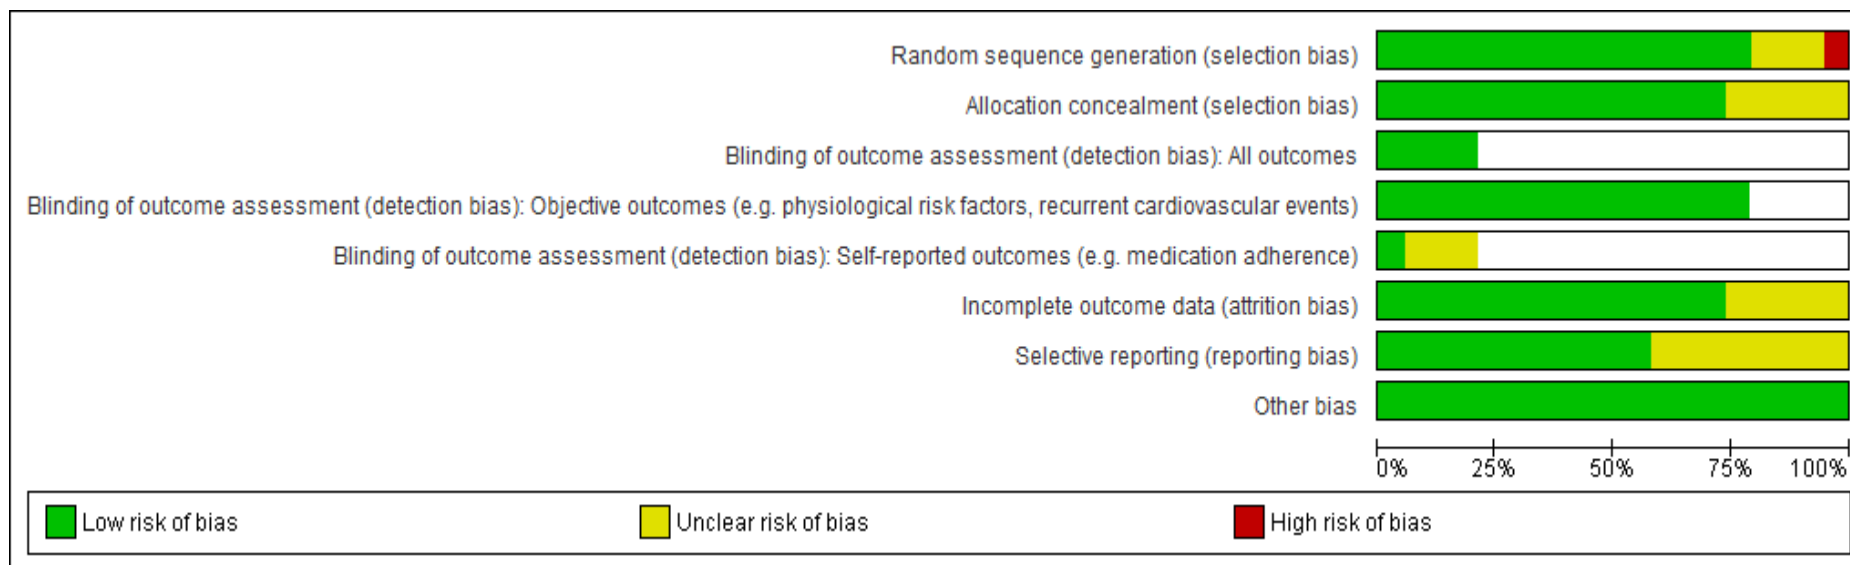 Random sequence generation (selection bias)
Allocation concealment (selection bias)
Blinding of outcome assessment (detection bias): All outcomes
Blinding of outcome assessment (detection bias): Objective outcomes (e.g. physiological risk factors, recurrent cardiovascular events)
Blinding of outcome assessment (detection bias): Self-reported outcomes (e.g. medication adherence)
Incomplete outcome data (attrition bias)
Selective reporting (reporting bias)
Other bias
0% 25% 50% 75% 100%
Low risk of bias Unclear risk of bias High risk of bias